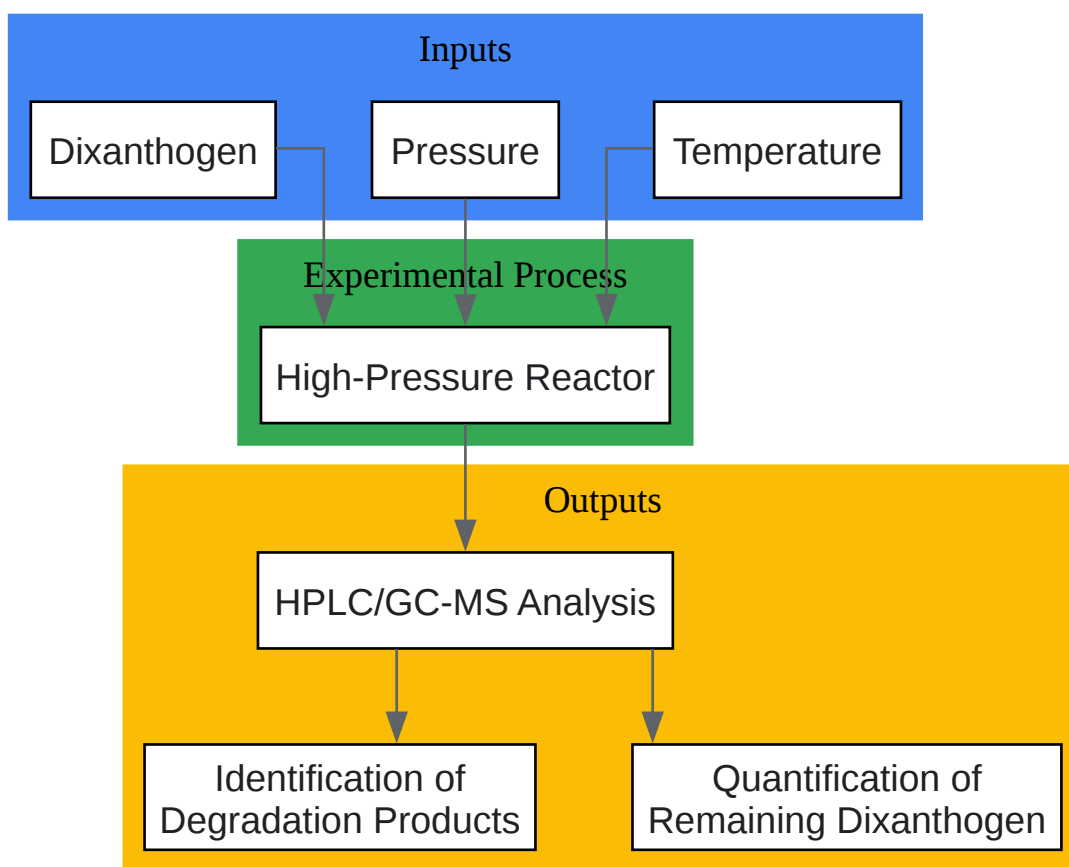 Inputs
Dixanthogen
Pressure
Temperature
Experimental Process
High-Pressure Reactor
Outputs
HPLC/GC-MS Analysis
Identification of
Degradation Products
Quantification of
Remaining Dixanthogen